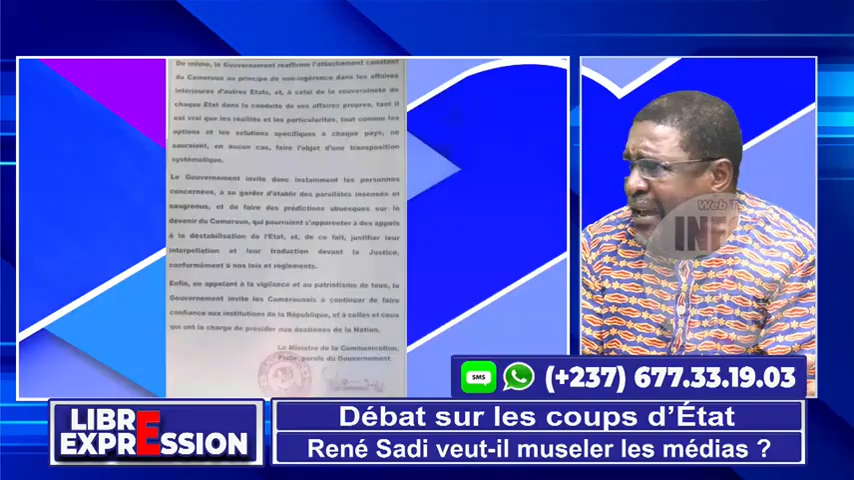 De même, le Gouvernement réaffirme l'attachement constant
du Cameroun au principe de non-ingérence dans les affaires
intérieures d'autres Etats, et, à celui de la souveraineté de
chaque Etat dans la conduite de ses affaires propres, tant il
est vrai que les réalités et les particularités, tout comme les
options et les solutions spécifiques à chaque pays, ne
sauraient, en aucun cas, faire l'objet d'une transposition
systématique.
Le Gouvernement invite donc instamment les personnes
concernées, à se garder d'établir des parallèles insensés et
saugrenus, et de faire des prédictions ubuesques sur le
devenir du Cameroun, qui pourraient s'apparenter à des appels
à la déstabilisation de l'Etat, et, de ce fait, justifier leur
interpellation et leur traduction devant la Justice,
conformément à nos lois et règlements.
Enfin, en appelant à la vigilance et au patriotisme de tous, le
Gouvernement invite les Camerounais à continuer de faire
confiance aux institutions de la République, et à celles et ceux
qui ont la charge de présider aux destinées de la Nation.
Le Ministre de la Communication,
Porte-parole du Gouvernement
Web T
INF
SMS
(+237) 677.33.19.03
LIBRE
EXPRESSION
Débat sur les coups d'État
René Sadi veut-il museler les médias ?